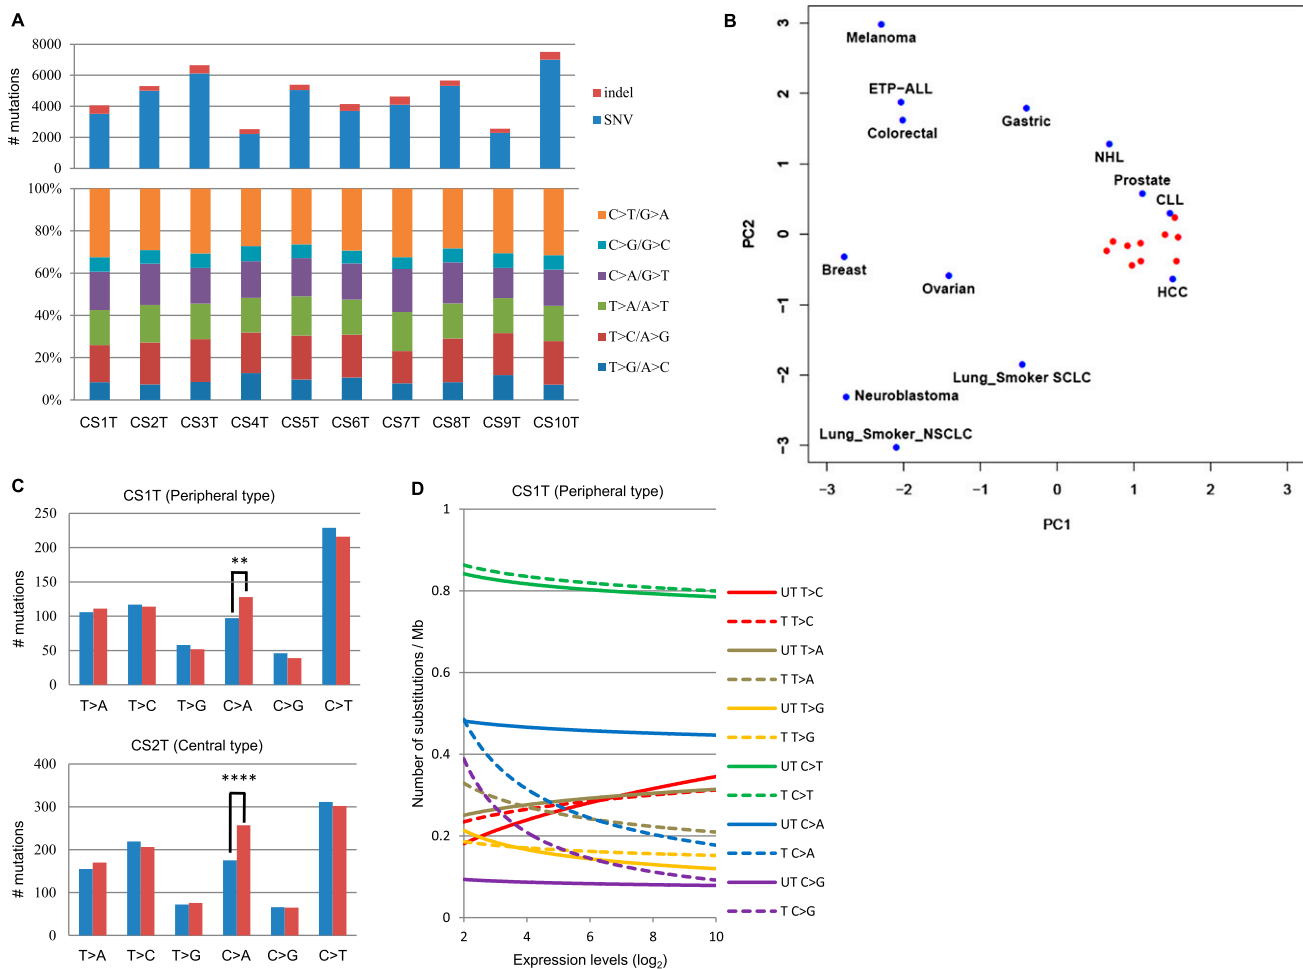 A
8000
6000
4000
2000
0
# mutations
indel
SNV
100%
80%
60%
40%
20%
0%
C>T/G>A
C>G/G>C
C>A/G>T
T>A/A>T
T>C/A>G
T>G/A>C
CS1T CS2T CS3T CS4T CS5T CS6T CS7T CS8T CS9T CS10T
B
3
2
1
0
−1
−2
−3
PC2
Melanoma
ETP−ALL
Colorectal
Gastric
NHL
Prostate
CLL
Breast
Ovarian
HCC
Lung_Smoker SCLC
Neuroblastoma
Lung_Smoker_NSCLC
−3 −2 −1 0 1 2 3
PC1
C
CS1T (Peripheral type)
250
200
150
100
50
0
# mutations
**
T>A T>C T>G C>A C>G C>T
CS2T (Central type)
400
300
200
100
0
# mutations
****
T>A T>C T>G C>A C>G C>T
D
CS1T (Peripheral type)
1
0.8
0.6
0.4
0.2
0
Number of substitutions / Mb
2 4 6 8 10
Expression levels (log2)
UT T>C
T T>C
UT T>A
T T>A
UT T>G
T T>G
UT C>T
T C>T
UT C>A
T C>A
UT C>G
T C>G